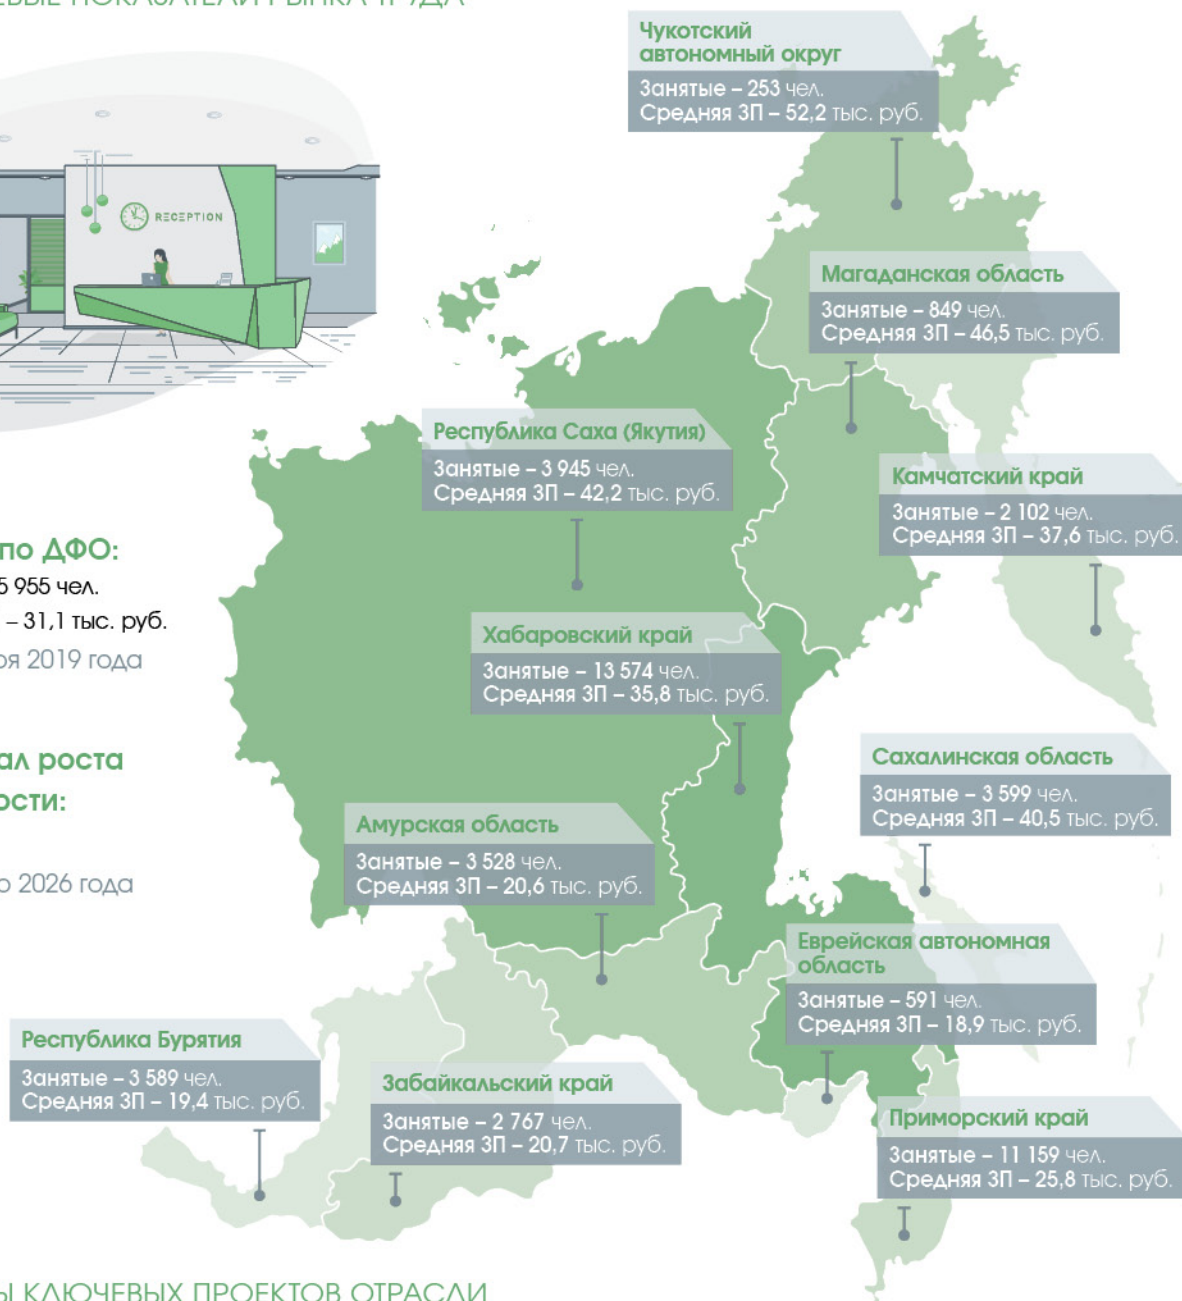 ПОКАЗАТЕЛИ РЫНКА ТРУДА
Чукотский
автономный округ
Занятые – 253 чел.
Средняя ЗП – 52,2 тыс. руб.
RECEPTION
Магаданская область
Занятые – 849 чел.
Средняя ЗП – 46,5 тыс. руб.
Республика Саха (Якутия)
Занятые – 3 945 чел.
Средняя ЗП – 42,2 тыс. руб.
Камчатский край
Занятые – 2 102 чел.
Средняя ЗП – 37,6 тыс. руб.
по ДФО:
5 955 чел.
– 31,1 тыс. руб.
2019 года
Хабаровский край
Занятые – 13 574 чел.
Средняя ЗП – 35,8 тыс. руб.
роста
Сахалинская область
Занятые – 3 599 чел.
Средняя ЗП – 40,5 тыс. руб.
2026 года
Амурская область
Занятые – 3 528 чел.
Средняя ЗП – 20,6 тыс. руб.
Еврейская автономная
область
Занятые – 591 чел.
Средняя ЗП – 18,9 тыс. руб.
Республика Бурятия
Занятые – 3 589 чел.
Средняя ЗП – 19,4 тыс. руб.
Забайкальский край
Занятые – 2 767 чел.
Средняя ЗП – 20,7 тыс. руб.
Приморский край
Занятые – 11 159 чел.
Средняя ЗП – 25,8 тыс. руб.
КЛЮЧЕВЫХ ПРОЕКТОВ ОТРАСЛИ